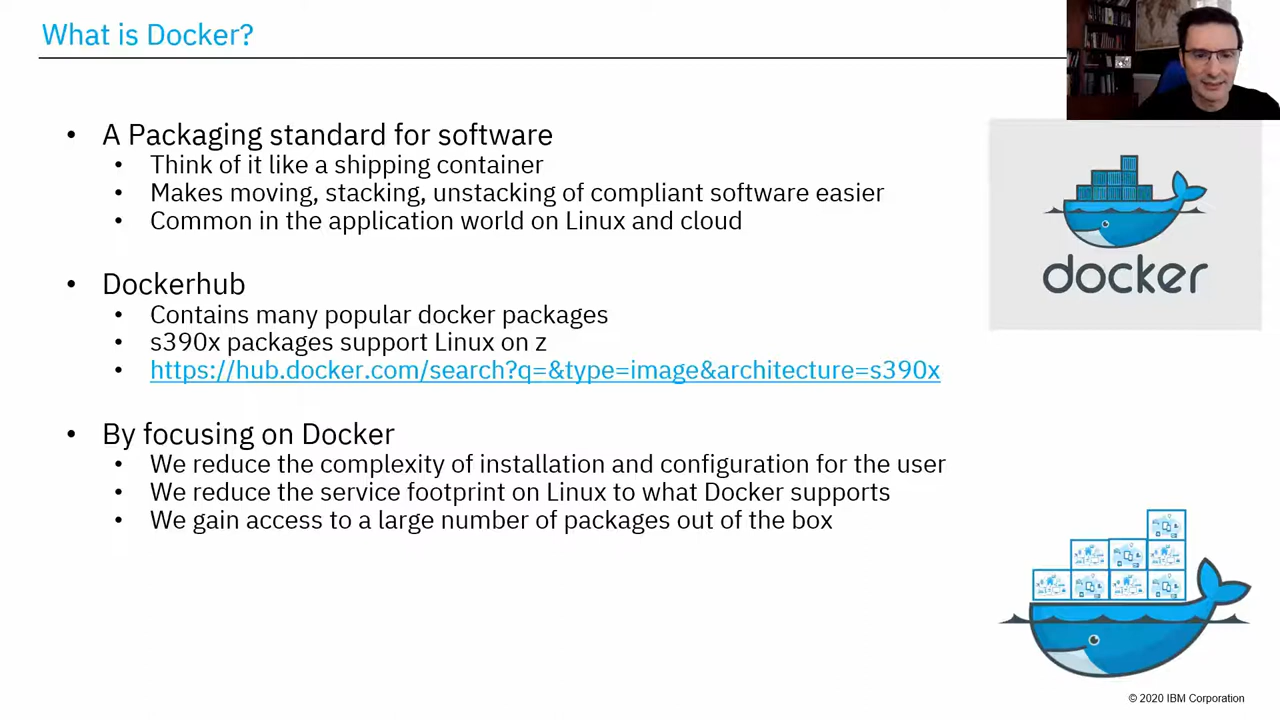 What is Docker?
• A Packaging standard for software
• Think of it like a shipping container
• Makes moving, stacking, unstacking of compliant software easier
• Common in the application world on Linux and cloud
docker
• Dockerhub
• Contains many popular docker packages
• s390x packages support Linux on z
• https://hub.docker.com/search?q=&type=image&architecture=s390x
• By focusing on Docker
• We reduce the complexity of installation and configuration for the user
• We reduce the service footprint on Linux to what Docker supports
• We gain access to a large number of packages out of the box
© 2020 IBM Corporation